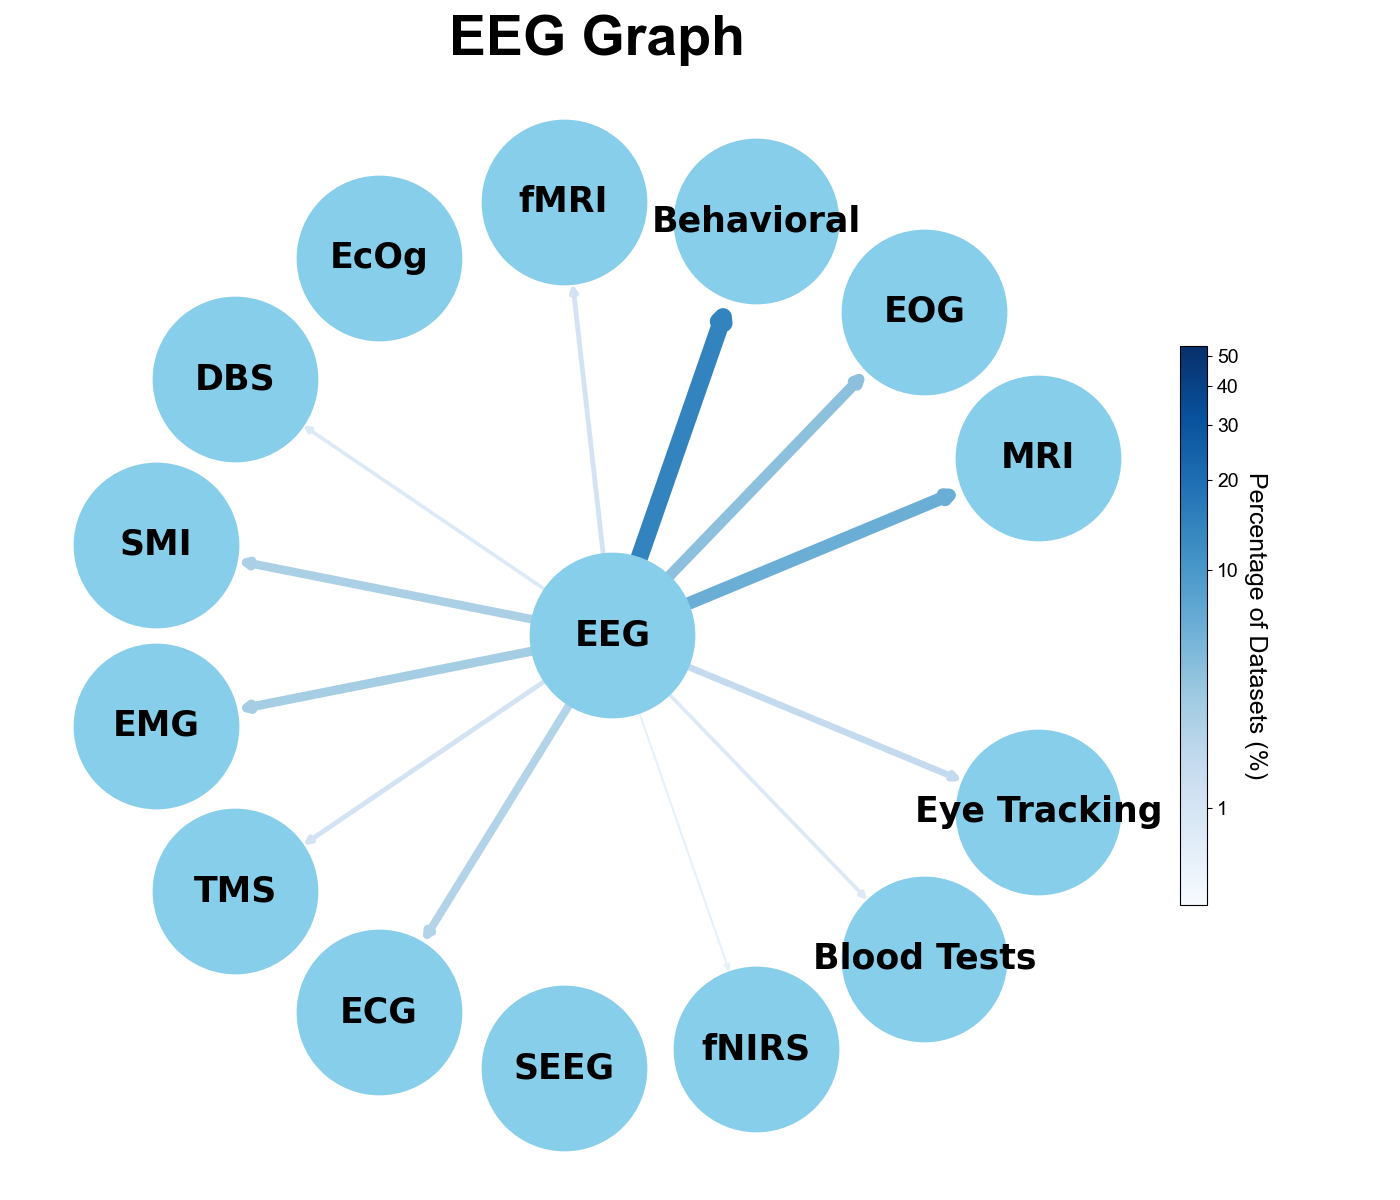 EEG Graph
fMRI
Behavioral
EcOg
EOG
DBS
MRI
SMI
EEG
EMG
TMS
Eye Tracking
ECG
Blood Tests
SEEG
fNIRS
50
40
30
20
10
1
Percentage of Datasets (%)